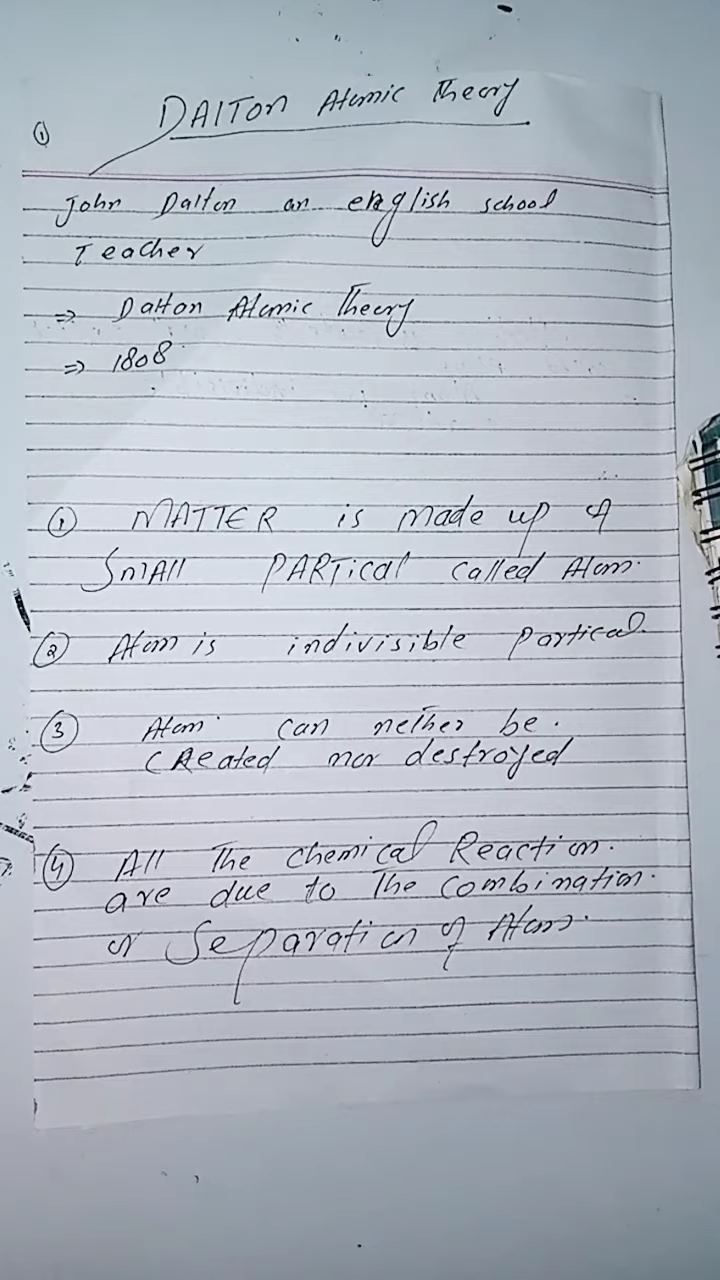 ① DALTON Atomic Theory
John Dalton an english school
Teacher
⇒ Dalton Atomic Theory
⇒ 1808
① MATTER is made up of
SmAll PARTical called Atom.
② Atom is indivisible partical.
③ Atom can neither be.
CReated nor destroyed
④ All The chemical Reaction.
are due to The Combination.
or Separation of Atoms.